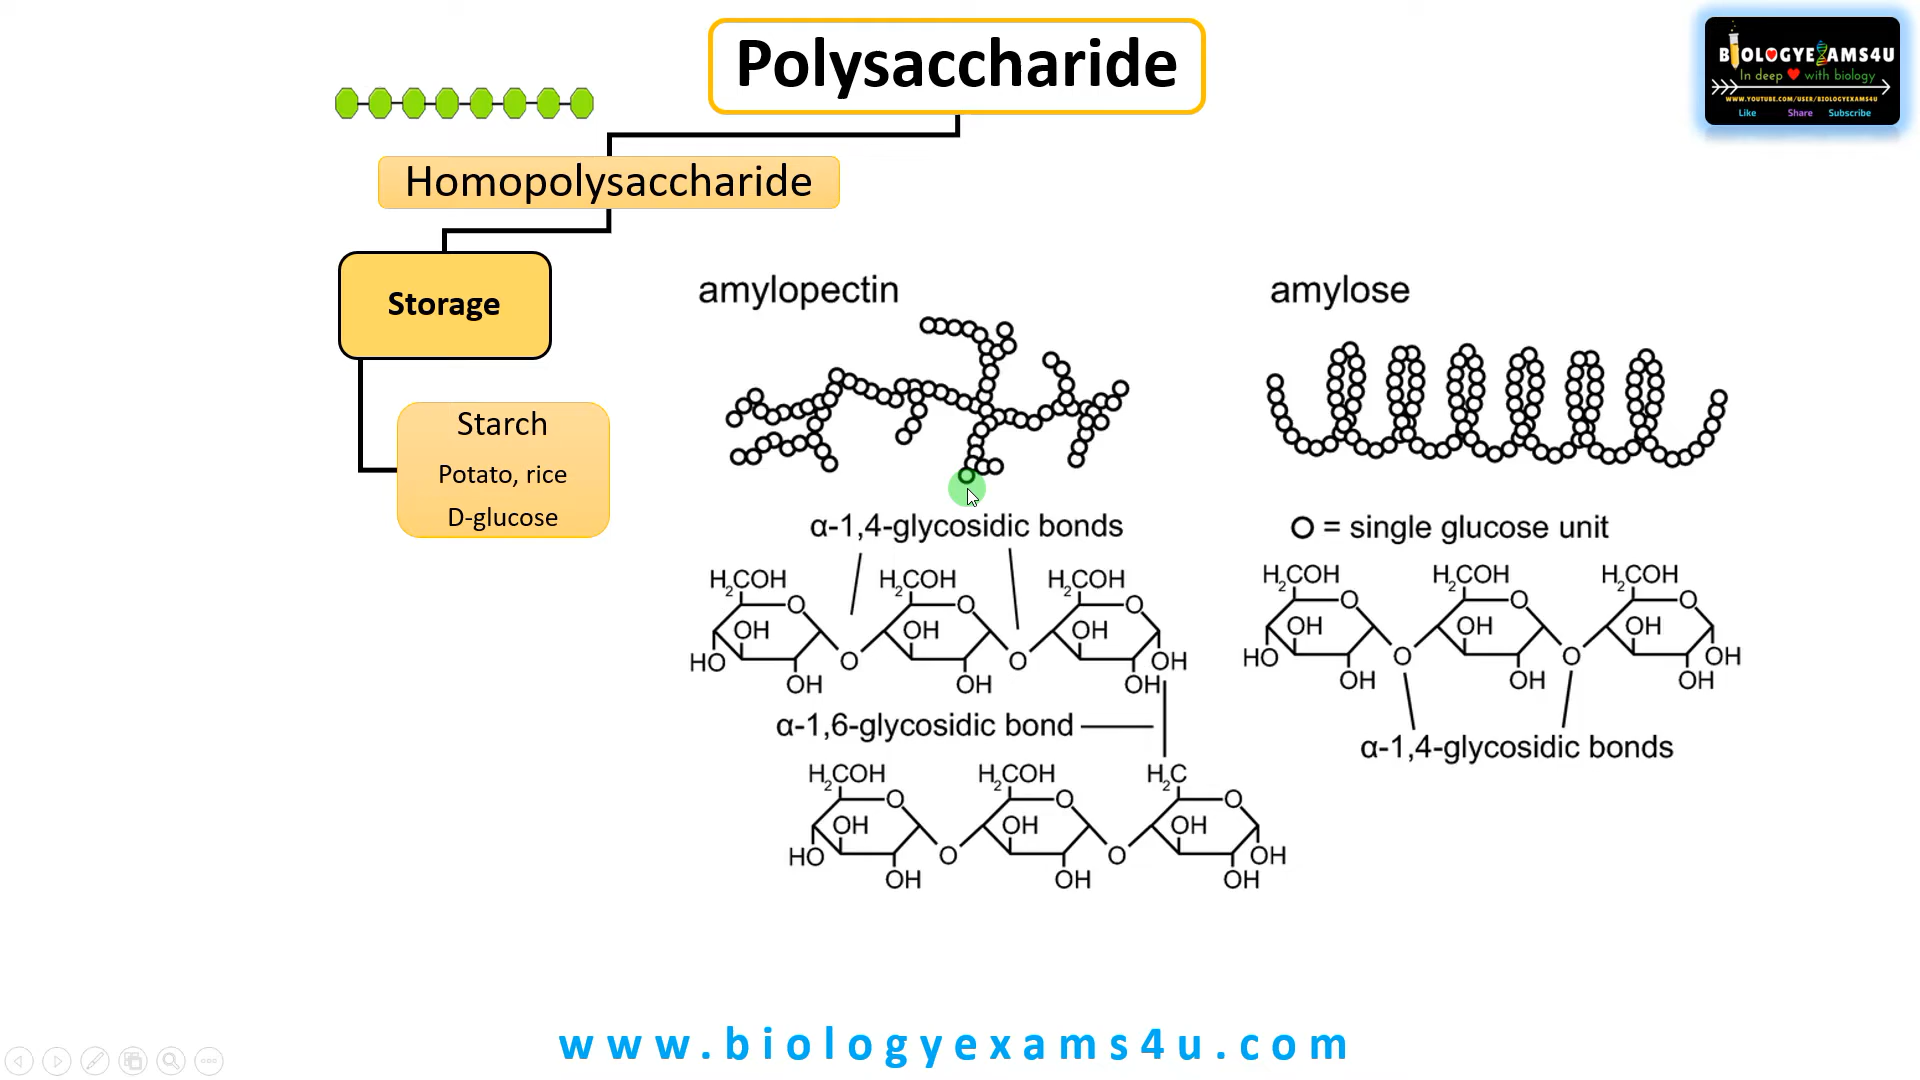 Polysaccharide
BIOLOGYEXAMS4U
In deep with biology
WWW.YOUTUBE.COM/USER/BIOLOGYEXAMS4U
Like Share Subscribe
Homopolysaccharide
Storage
Starch
Potato, rice
D-glucose
amylopectin
α-1,4-glycosidic bonds
H₂COH H₂COH H₂COH
O O O
OH OH OH
HO O O OH
OH OH OH
α-1,6-glycosidic bond
H₂COH H₂COH H₂C
O O O
OH OH OH
HO O O OH
OH OH OH
amylose
O = single glucose unit
H₂COH H₂COH H₂COH
O O O
OH OH OH
HO O O OH
OH OH OH
α-1,4-glycosidic bonds
www.biologyexams4u.com